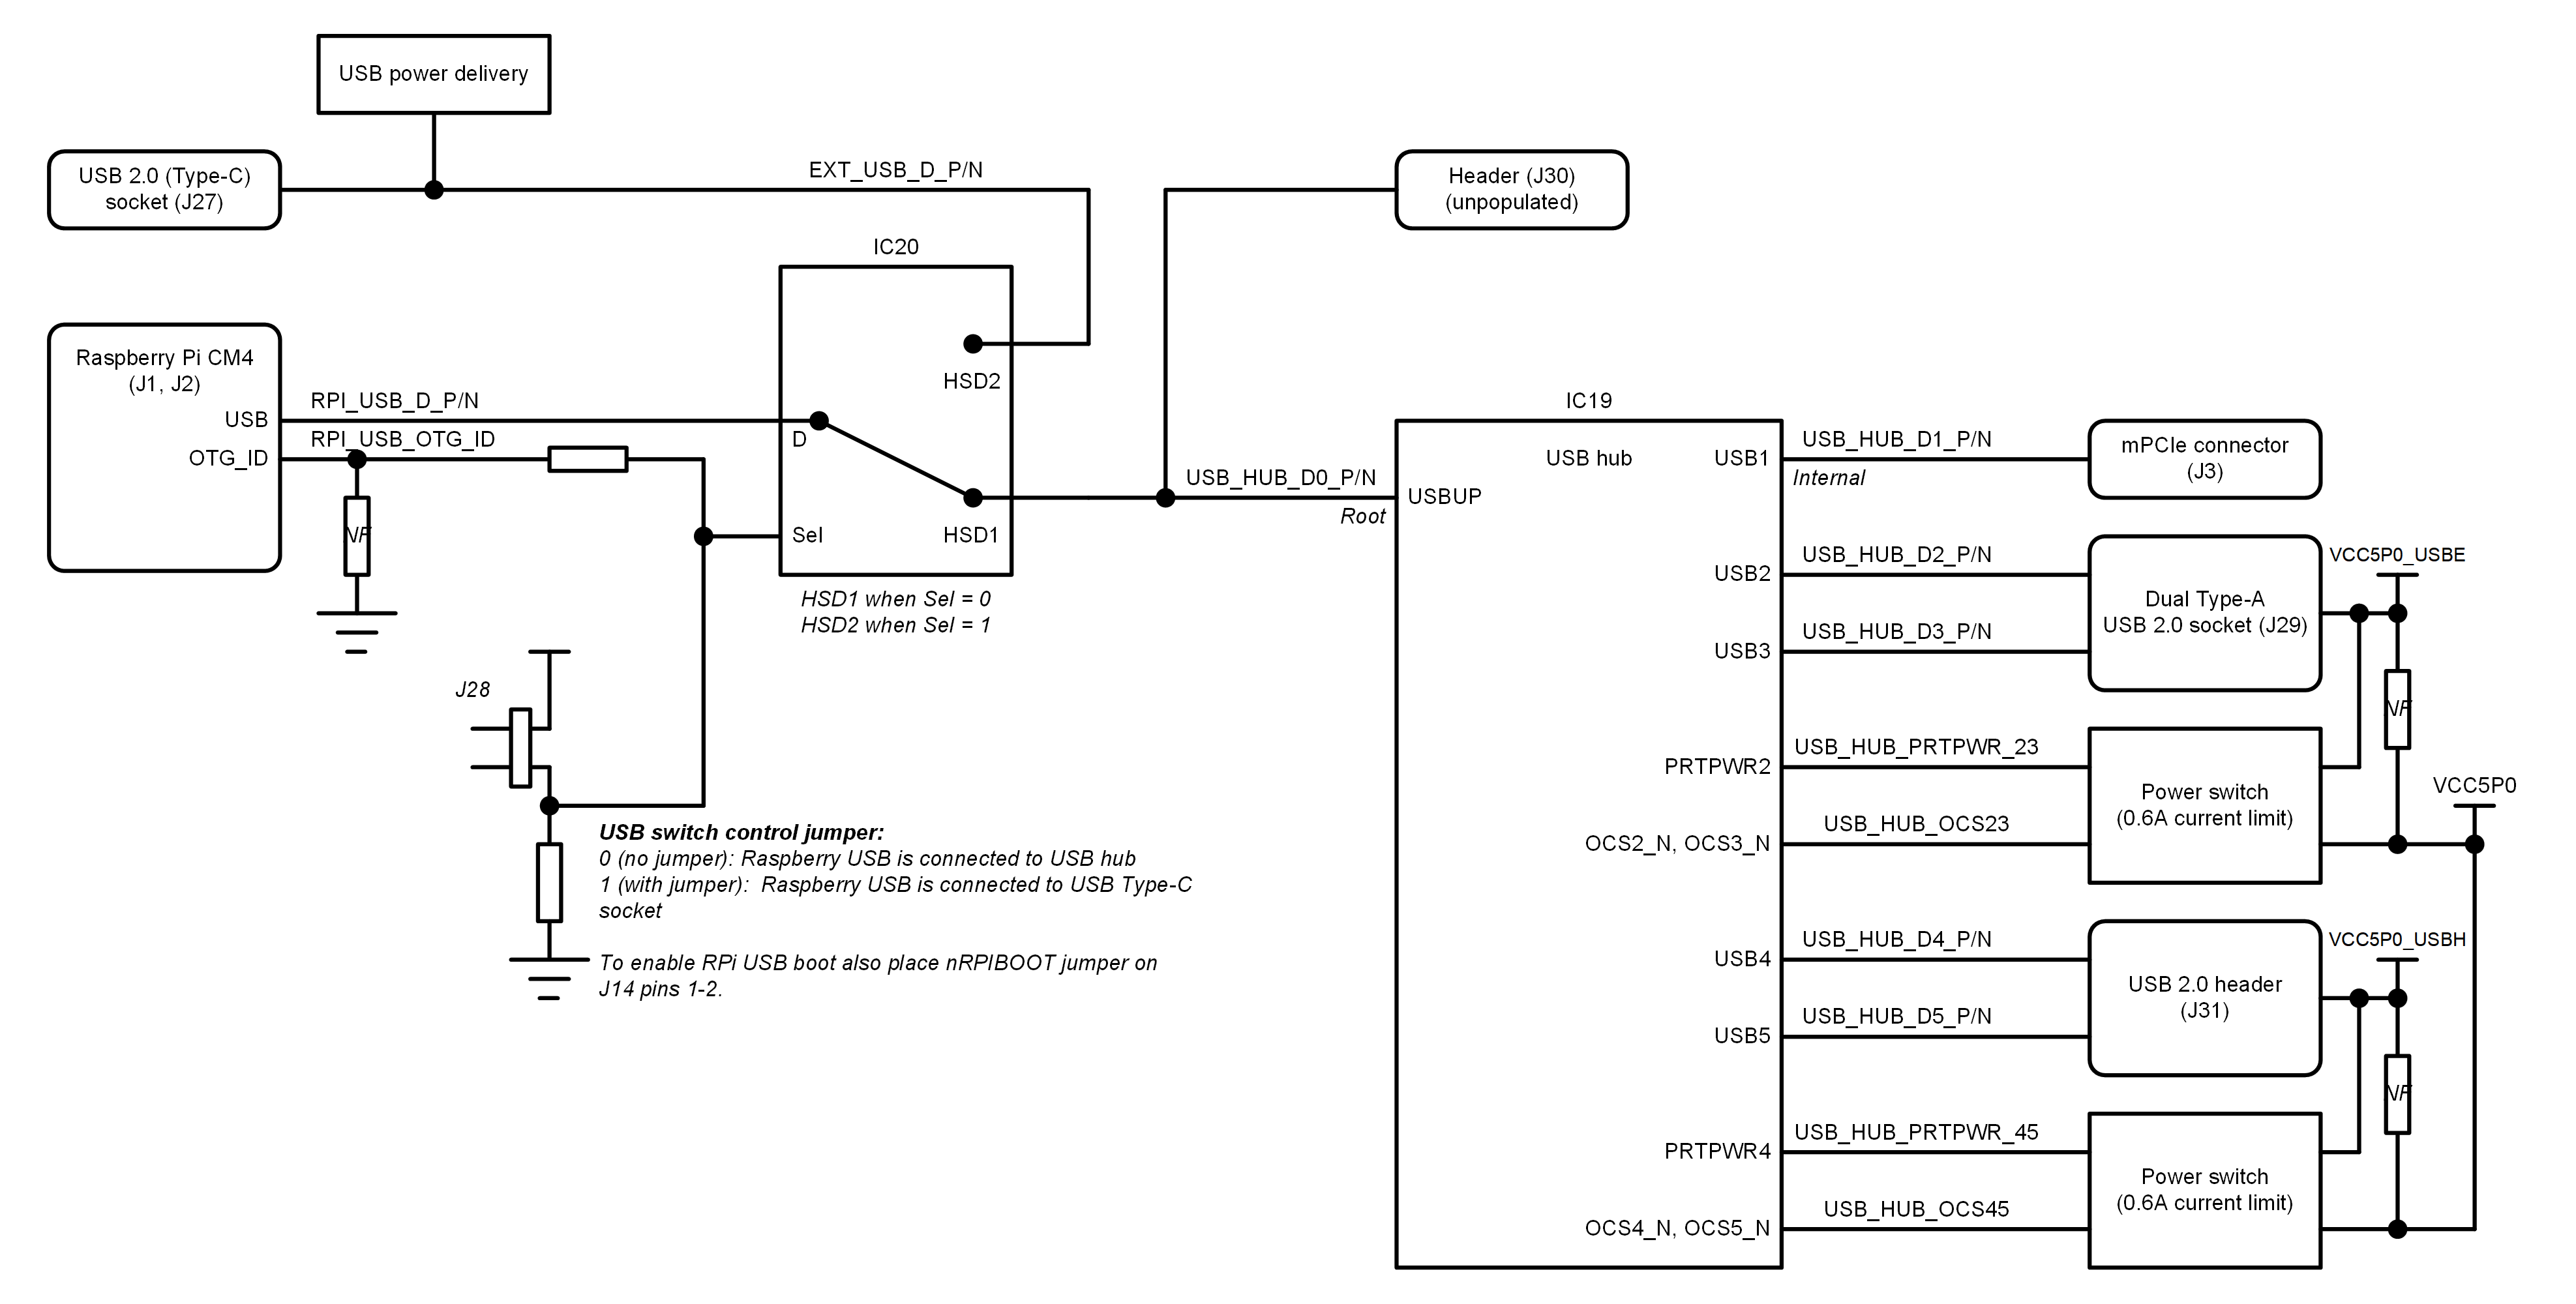 USB power delivery
USB 2.0 (Type-C)
socket (J27)
EXT_USB_D_P/N
Header (J30)
(unpopulated)
IC20
Raspberry Pi CM4
(J1, J2)
USB
OTG_ID
RPI_USB_D_P/N
RPI_USB_OTG_ID
NF
D
Sel
HSD2
HSD1
HSD1 when Sel = 0
HSD2 when Sel = 1
USB_HUB_D0_P/N
Root
J28
USB switch control jumper:
0 (no jumper): Raspberry USB is connected to USB hub
1 (with jumper): Raspberry USB is connected to USB Type-C
socket
To enable RPi USB boot also place nRPIBOOT jumper on
J14 pins 1-2.
IC19
USB hub
USBUP
USB1
USB_HUB_D1_P/N
Internal
mPCIe connector
(J3)
USB2
USB_HUB_D2_P/N
USB3
USB_HUB_D3_P/N
Dual Type-A
USB 2.0 socket (J29)
VCC5P0_USBE
NF
PRTPWR2
USB_HUB_PRTPWR_23
OCS2_N, OCS3_N
USB_HUB_OCS23
Power switch
(0.6A current limit)
VCC5P0
USB4
USB_HUB_D4_P/N
USB5
USB_HUB_D5_P/N
USB 2.0 header
(J31)
VCC5P0_USBH
NF
PRTPWR4
USB_HUB_PRTPWR_45
OCS4_N, OCS5_N
USB_HUB_OCS45
Power switch
(0.6A current limit)